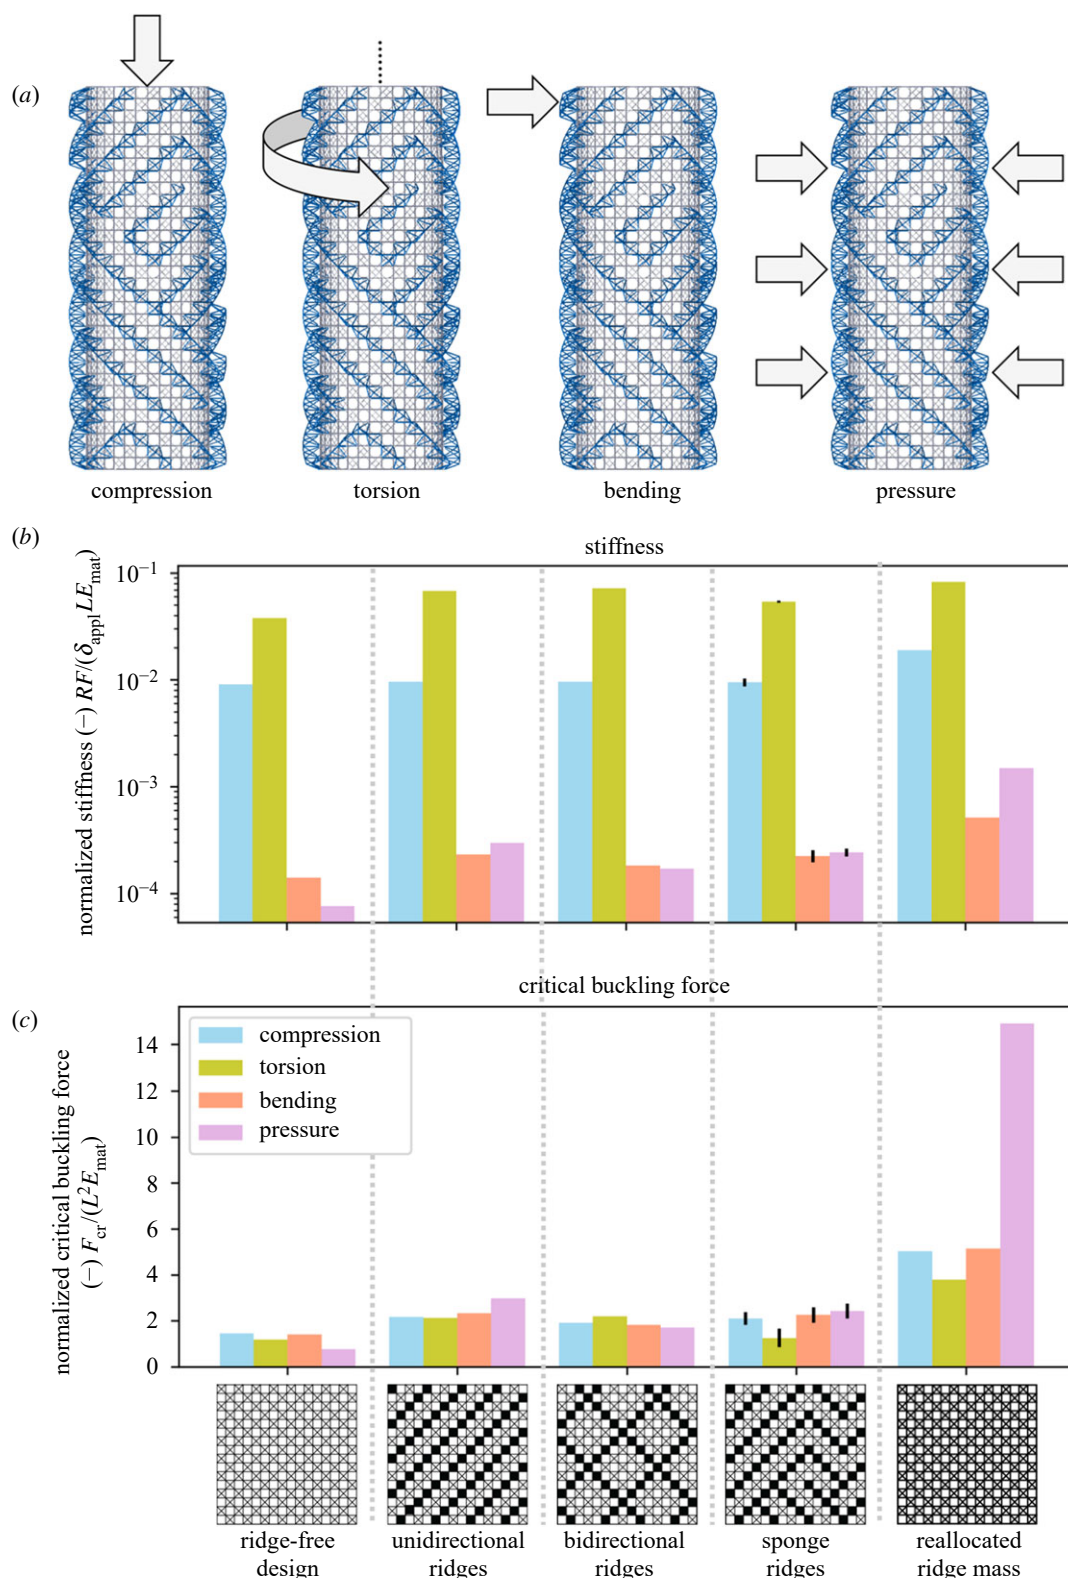 (a)
compression torsion bending pressure
(b)
stiffness
normalized stiffness (−) RF/(δappl LEmat)
10−1
10−2
10−3
10−4
critical buckling force
(c)
normalized critical buckling force
(−) Fcr/(L2Emat)
14
12
10
8
6
4
2
0
compression
torsion
bending
pressure
ridge-free unidirectional bidirectional sponge reallocated
design ridges ridges ridges ridge mass